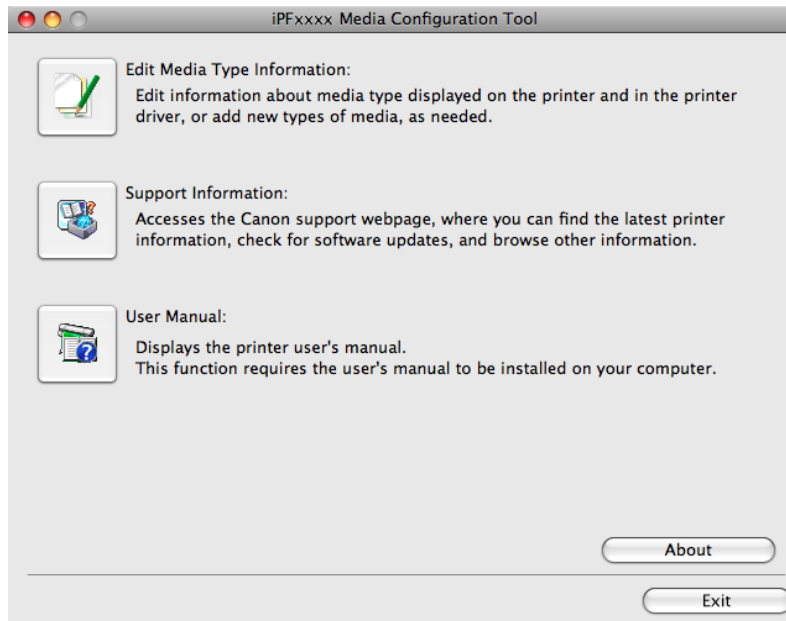 iPFxxxx Media Configuration Tool
Edit Media Type Information:
Edit information about media type displayed on the printer and in the printer
driver, or add new types of media, as needed.
Support Information:
Accesses the Canon support webpage, where you can find the latest printer
information, check for software updates, and browse other information.
User Manual:
Displays the printer user's manual.
This function requires the user's manual to be installed on your computer.
About
Exit